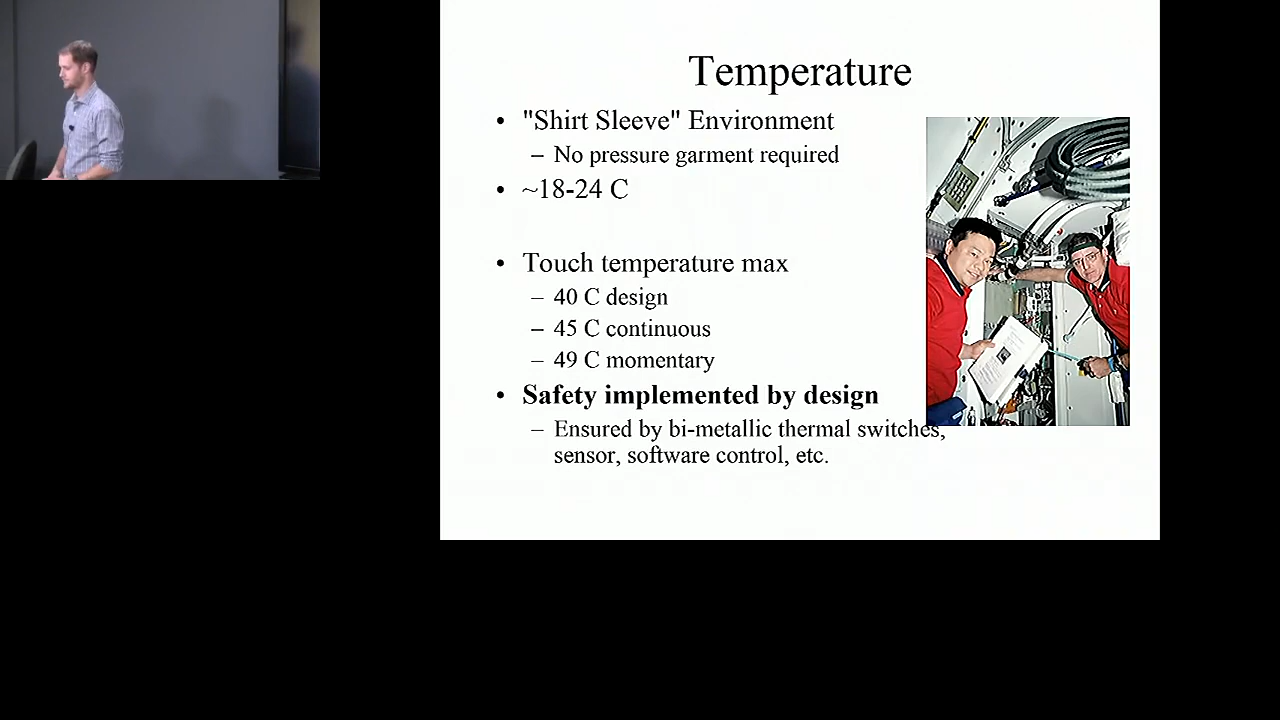 Temperature
• "Shirt Sleeve" Environment
– No pressure garment required
• ~18-24 C
• Touch temperature max
– 40 C design
– 45 C continuous
– 49 C momentary
• Safety implemented by design
– Ensured by bi-metallic thermal switches,
sensor, software control, etc.